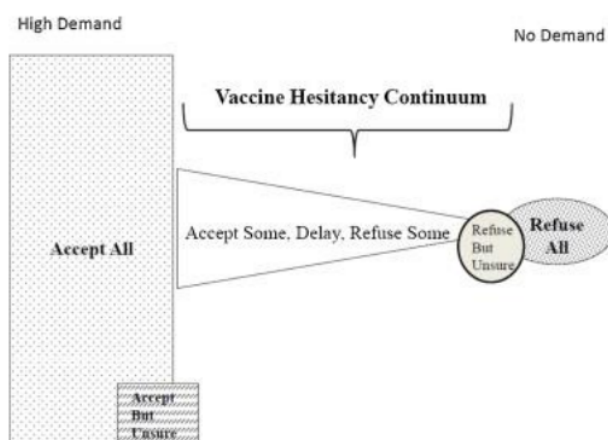 High Demand
No Demand
Vaccine Hesitancy Continuum
Accept All
Accept Some, Delay, Refuse Some
Refuse
But
Unsure
Refuse
All
Accept
But
Unsure